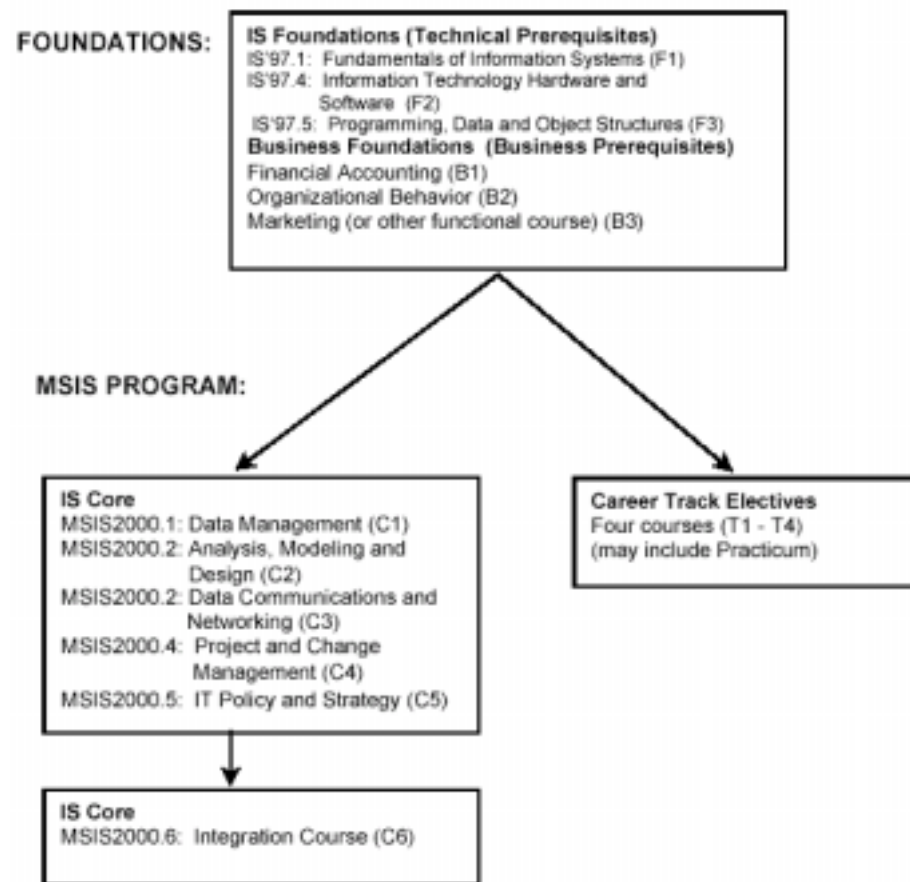 FOUNDATIONS:
IS Foundations (Technical Prerequisites)
IS'97.1: Fundamentals of Information Systems (F1)
IS'97.4: Information Technology Hardware and
Software (F2)
IS'97.5: Programming, Data and Object Structures (F3)
Business Foundations (Business Prerequisites)
Financial Accounting (B1)
Organizational Behavior (B2)
Marketing (or other functional course) (B3)
MSIS PROGRAM:
IS Core
MSIS2000.1: Data Management (C1)
MSIS2000.2: Analysis, Modeling and
Design (C2)
MSIS2000.2: Data Communications and
Networking (C3)
MSIS2000.4: Project and Change
Management (C4)
MSIS2000.5: IT Policy and Strategy (C5)
Career Track Electives
Four courses (T1 - T4)
(may include Practicum)
IS Core
MSIS2000.6: Integration Course (C6)